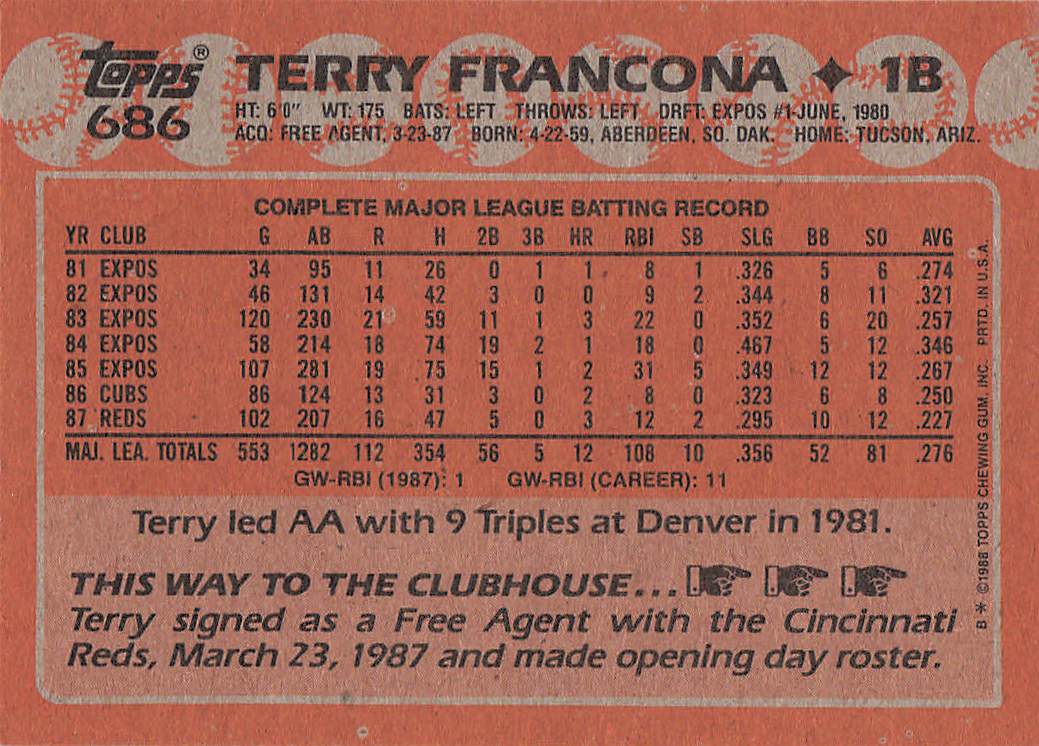 Topps® TERRY FRANCONA ✦ 1B
686 HT: 6'0" WT: 175 BATS: LEFT THROWS: LEFT DRFT: EXPOS #1-JUNE, 1980
ACQ: FREE AGENT, 3-23-87 BORN: 4-22-59, ABERDEEN, SO. DAK. HOME: TUCSON, ARIZ.
COMPLETE MAJOR LEAGUE BATTING RECORD
YR CLUB G AB R H 2B 3B HR RBI SB SLG BB SO AVG
81 EXPOS 34 95 11 26 0 1 1 8 1 .326 5 6 .274
82 EXPOS 46 131 14 42 3 0 0 9 2 .344 8 11 .321
83 EXPOS 120 230 21 59 11 1 3 22 0 .352 6 20 .257
84 EXPOS 58 214 18 74 19 2 1 18 0 .467 5 12 .346
85 EXPOS 107 281 19 75 15 1 2 31 5 .349 12 12 .267
86 CUBS 86 124 13 31 3 0 2 8 0 .323 6 8 .250
87 REDS 102 207 16 47 5 0 3 12 2 .295 10 12 .227
MAJ. LEA. TOTALS 553 1282 112 354 56 5 12 108 10 .356 52 81 .276
GW-RBI (1987): 1 GW-RBI (CAREER): 11
Terry led AA with 9 Triples at Denver in 1981.
THIS WAY TO THE CLUBHOUSE...
Terry signed as a Free Agent with the Cincinnati
Reds, March 23, 1987 and made opening day roster.
B * ©1988 TOPPS CHEWING GUM, INC. PRTD. IN U.S.A.